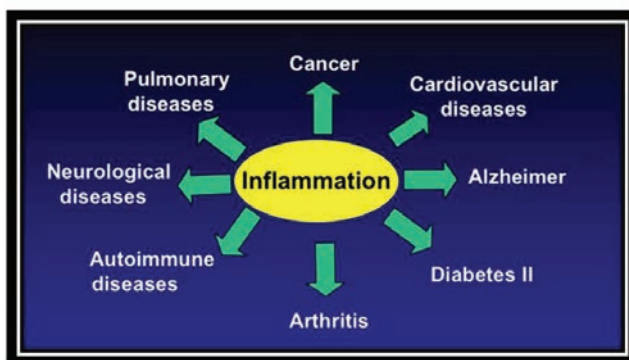 Cancer
Pulmonary
diseases
Cardiovascular
diseases
Neurological
diseases
Inflammation
Alzheimer
Autoimmune
diseases
Diabetes II
Arthritis